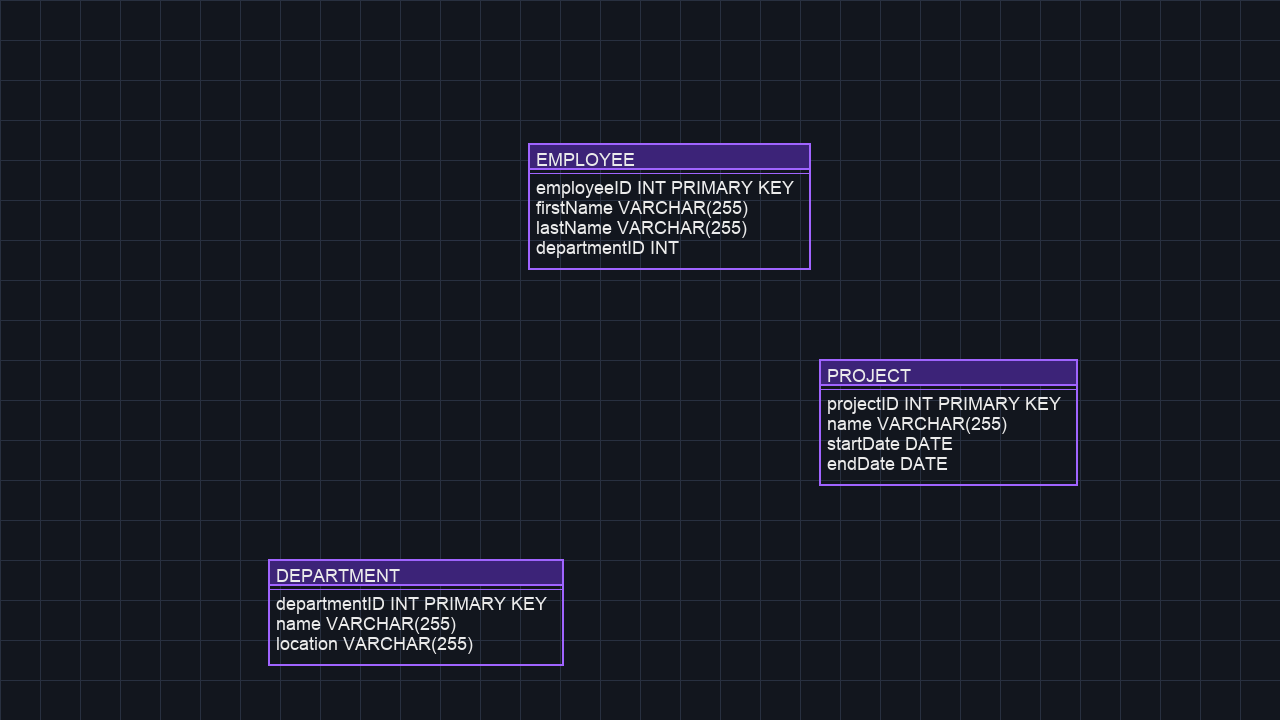 EMPLOYEE
employeeID INT PRIMARY KEY
firstName VARCHAR(255)
lastName VARCHAR(255)
departmentID INT
PROJECT
projectID INT PRIMARY KEY
name VARCHAR(255)
startDate DATE
endDate DATE
DEPARTMENT
departmentID INT PRIMARY KEY
name VARCHAR(255)
location VARCHAR(255)